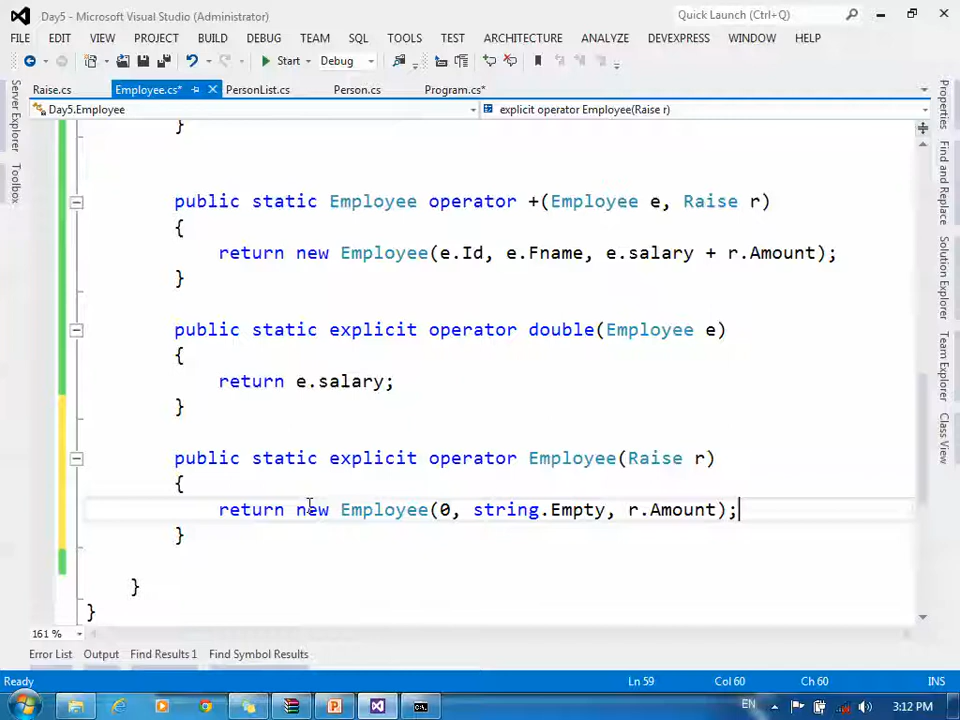 Day5 - Microsoft Visual Studio (Administrator)
Quick Launch (Ctrl+Q)
FILE EDIT VIEW PROJECT BUILD DEBUG TEAM SQL TOOLS TEST ARCHITECTURE ANALYZE DEVEXPRESS WINDOW HELP
Start Debug
Raise.cs Employee.cs* PersonList.cs Person.cs Program.cs*
Day5.Employee explicit operator Employee(Raise r)
Server Explorer
Toolbox
}
public static Employee operator +(Employee e, Raise r)
{
return new Employee(e.Id, e.Fname, e.salary + r.Amount);
}
public static explicit operator double(Employee e)
{
return e.salary;
}
public static explicit operator Employee(Raise r)
{
return new Employee(0, string.Empty, r.Amount);
}
}
}
Properties
Find and Replace
Solution Explorer
Team Explorer
Class View
161 %
Error List Output Find Results 1 Find Symbol Results
Ready Ln 59 Col 60 Ch 60 INS
EN 3:12 PM